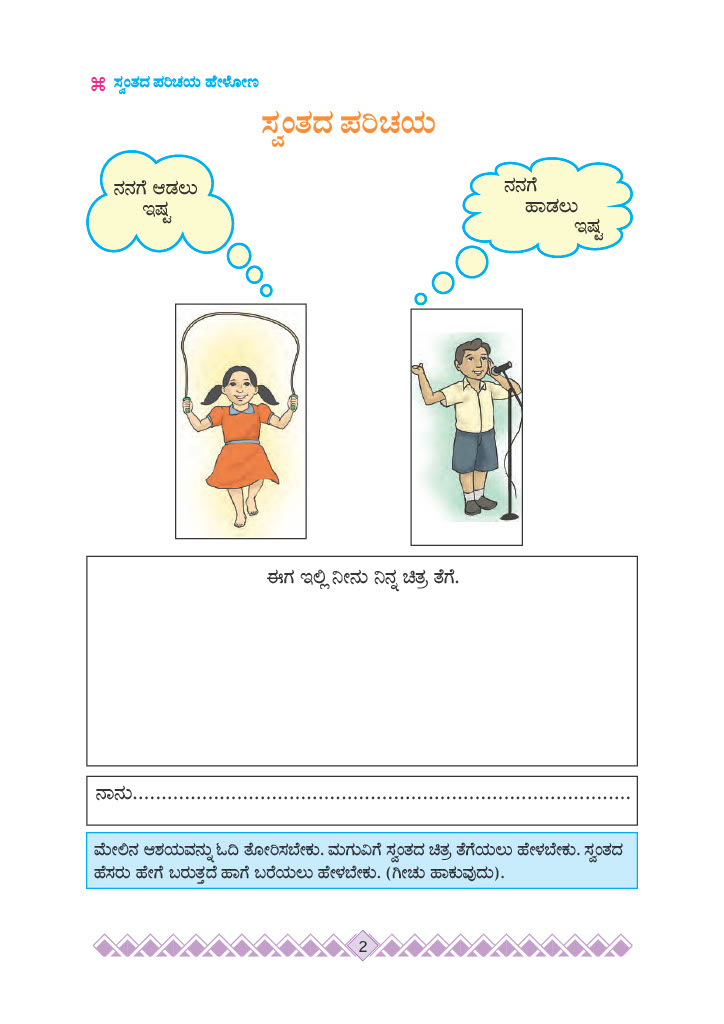 ⌘ ಸ್ವಂತದ ಪರಿಚಯ ಹೇಳೋಣ
ಸ್ವಂತದ ಪರಿಚಯ
ನನಗೆ ಆಡಲು
ಇಷ್ಟ
ನನಗೆ
ಹಾಡಲು
ಇಷ್ಟ
ಈಗ ಇಲ್ಲಿ ನೀನು ನಿನ್ನ ಚಿತ್ರ ತೆಗೆ.
ನಾನು......................................................................................
ಮೇಲಿನ ಆಶಯವನ್ನು ಓದಿ ತೋರಿಸಬೇಕು. ಮಗುವಿಗೆ ಸ್ವಂತದ ಚಿತ್ರ ತೆಗೆಯಲು ಹೇಳಬೇಕು. ಸ್ವಂತದ
ಹೆಸರು ಹೇಗೆ ಬರುತ್ತದೆ ಹಾಗೆ ಬರೆಯಲು ಹೇಳಬೇಕು. (ಗೀಚು ಹಾಕುವುದು).
2